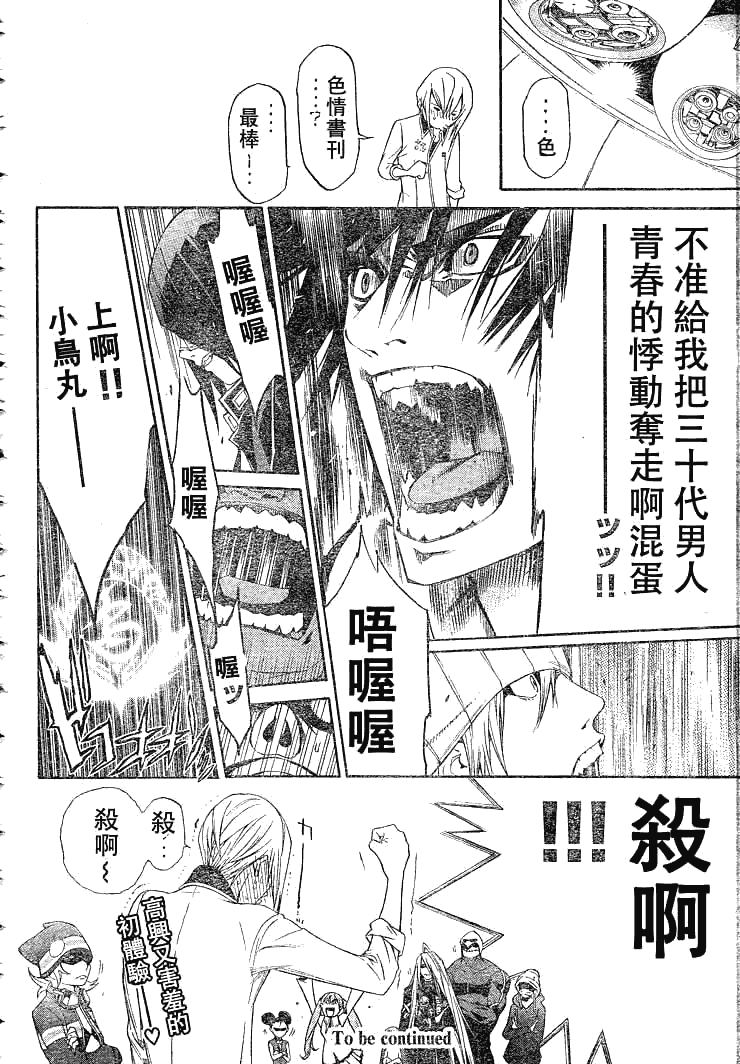 ‥‥色
色情書刊
‥‥?
最棒~‥‥
不准給我把三十代男人
青春的悸動奪走啊混蛋
——ッッ!!
喔喔喔
喔喔
喔ッ
上啊!!
小鳥丸——
唔喔喔
殺啊
!!!
殺‥‥
殺啊~
高興又害羞的
初體驗——♥
To be continued